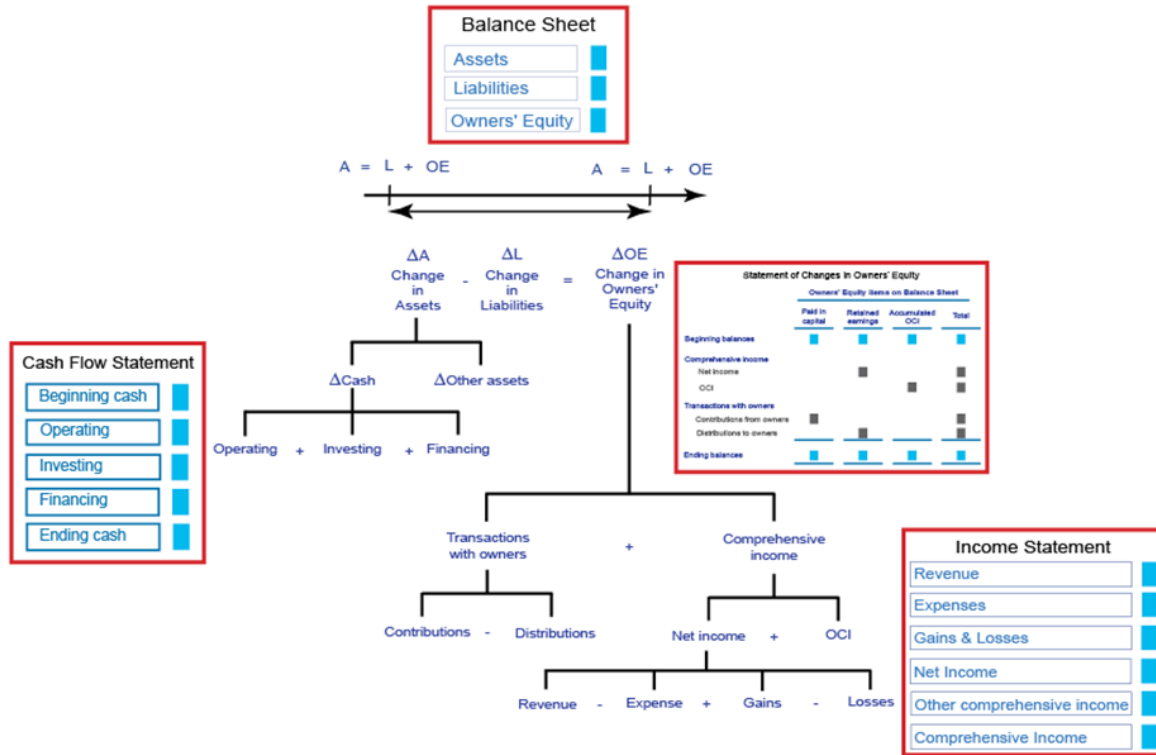 Balance Sheet
Assets
Liabilities
Owners' Equity
A = L + OE
A = L + OE
ΔA - ΔL = ΔOE
Change in Assets
Change in Liabilities
Change in Owners' Equity
Statement of Changes in Owners' Equity
Owners' Equity Items on Balance Sheet
Paid in capital
Retained earnings
Accumulated OCI
Total
Beginning balances
Comprehensive income
Net income
OCI
Transactions with owners
Contributions from owners
Distributions to owners
Ending balances
Cash Flow Statement
Beginning cash
Operating
Investing
Financing
Ending cash
ΔCash
ΔOther assets
Operating + Investing + Financing
Transactions with owners + Comprehensive income
Contributions - Distributions
Net income + OCI
Revenue - Expense + Gains - Losses
Income Statement
Revenue
Expenses
Gains & Losses
Net Income
Other comprehensive income
Comprehensive Income